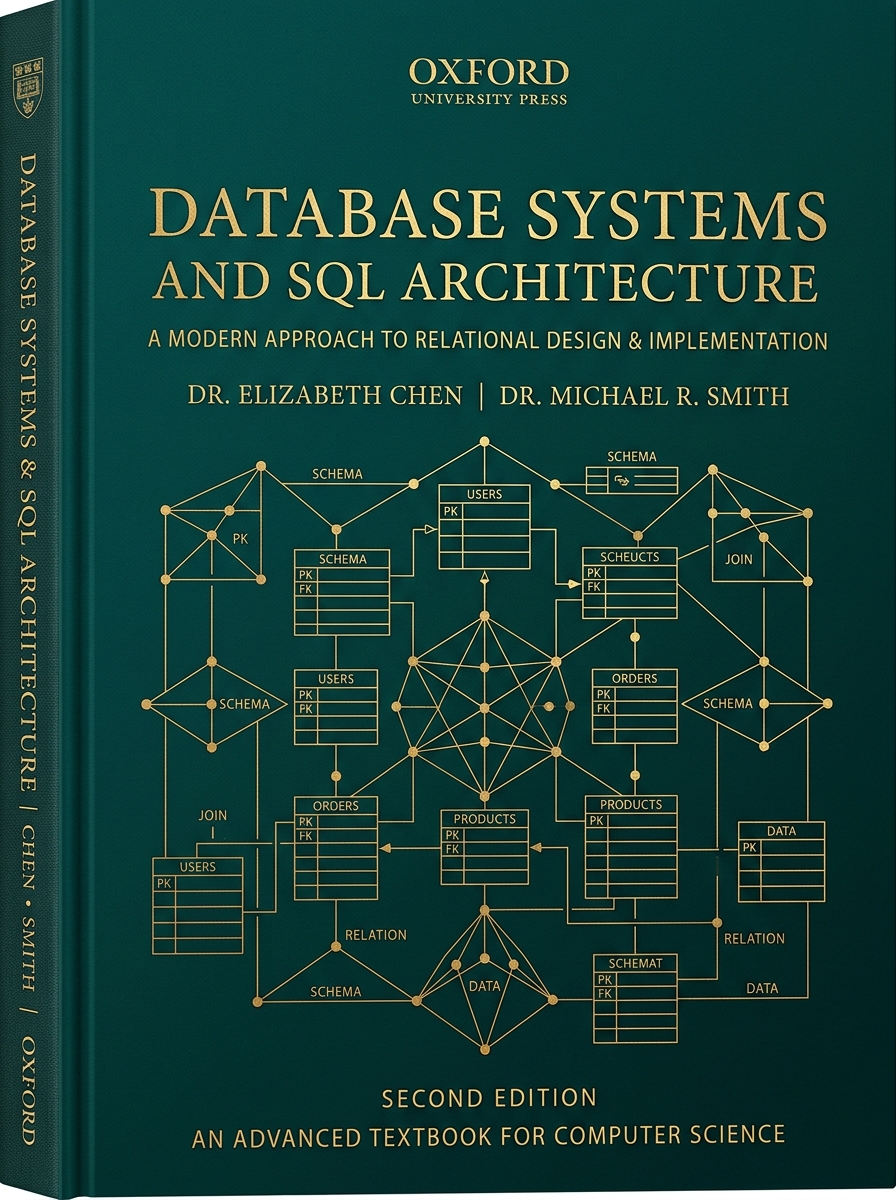 OXFORD
UNIVERSITY PRESS
DATABASE SYSTEMS
AND SQL ARCHITECTURE
A MODERN APPROACH TO RELATIONAL DESIGN & IMPLEMENTATION
DR. ELIZABETH CHEN | DR. MICHAEL R. SMITH
SCHEMA
SCHEMA
USERS
PK
PK
JOIN
SCHEMA
PK
FK
SCHEUCTS
PK
FK
USERS
PK
FK
ORDERS
PK
FK
SCHEMA
SCHEMA
ORDERS
PK
FK
PRODUCTS
PK
FK
PRODUCTS
PK
JOIN
DATA
PK
USERS
PK
RELATION
RELATION
SCHEMA
DATA
SCHEMAT
PK
FK
DATA
SECOND EDITION
AN ADVANCED TEXTBOOK FOR COMPUTER SCIENCE
DATABASE SYSTEMS & SQL ARCHITECTURE | CHEN • SMITH | OXFORD